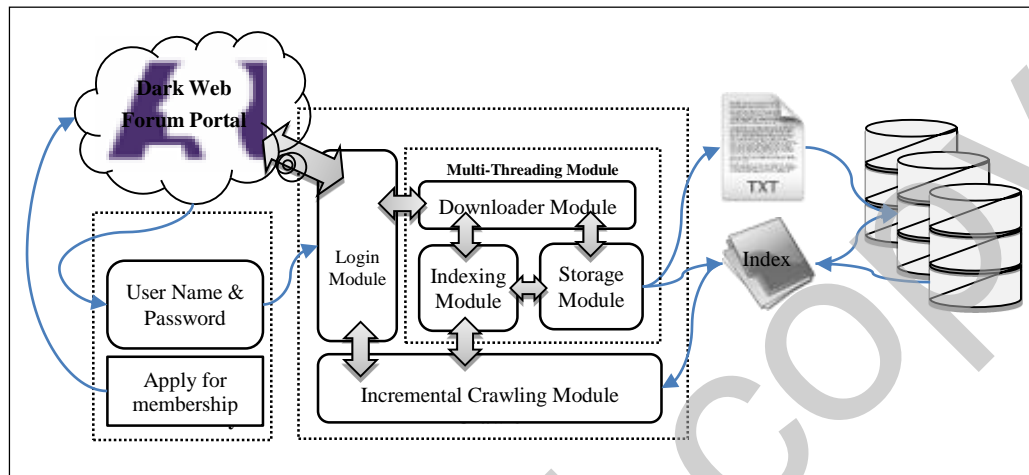 Dark Web
Forum Portal
Multi-Threading Module
Downloader Module
Login
Module
Indexing
Module
Storage
Module
User Name &
Password
Apply for
membership
Incremental Crawling Module
TXT
Index
COPY